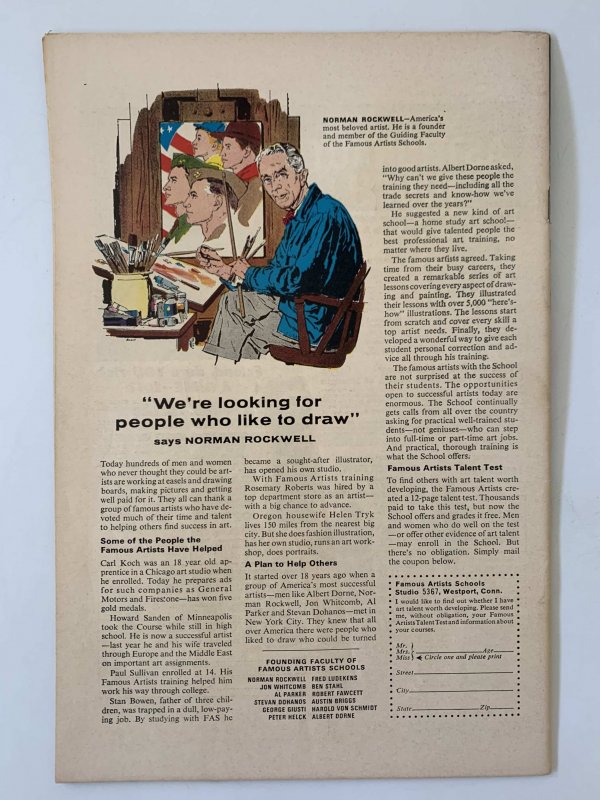 NORMAN ROCKWELL—America's
most beloved artist. He is a founder
and member of the Guiding Faculty
of the Famous Artists Schools.
"We're looking for
people who like to draw"
says NORMAN ROCKWELL
Today hundreds of men and women
who never thought they could be art-
ists are working at easels and drawing
boards, making pictures and getting
well paid for it. They all can thank a
group of famous artists who have de-
voted much of their time and talent
to helping others find success in art.
Some of the People the
Famous Artists Have Helped
Carl Koch was an 18 year old ap-
prentice in a Chicago art studio when
he enrolled. Today he prepares ads
for such companies as General
Motors and Firestone—has won five
gold medals.
Howard Sanden of Minneapolis
took the Course while still in high
school. He is now a successful artist
—last year he and his wife traveled
through Europe and the Middle East
on important art assignments.
Paul Sullivan enrolled at 14. His
Famous Artists training helped him
work his way through college.
Stan Bowen, father of three chil-
dren, was trapped in a dull, low-pay-
ing job. By studying with FAS he
became a sought-after illustrator,
has opened his own studio.
With Famous Artists training
Rosemary Roberts was hired by a
top department store as an artist—
with a big chance to advance.
Oregon housewife Helen Tryk
lives 150 miles from the nearest big
city. But she does fashion illustration,
has her own studio, runs an art work-
shop, does portraits.
A Plan to Help Others
It started over 18 years ago when a
group of America's most successful
artists—men like Albert Dorne, Nor-
man Rockwell, Jon Whitcomb, Al
Parker and Stevan Dohanos—met in
New York City. They knew that all
over America there were people who
liked to draw who could be turned
FOUNDING FACULTY OF
FAMOUS ARTISTS SCHOOLS
NORMAN ROCKWELL FRED LUDEKENS
JON WHITCOMB BEN STAHL
AL PARKER ROBERT FAWCETT
STEVAN DOHANOS AUSTIN BRIGGS
GEORGE GIUSTI HAROLD VON SCHMIDT
PETER HELCK ALBERT DORNE
into good artists. Albert Dorne asked,
"Why can't we give these people the
training they need—including all the
trade secrets and know-how we've
learned over the years?"
He suggested a new kind of art
school—a home study art school—
that would give talented people the
best professional art training, no
matter where they live.
The famous artists agreed. Taking
time from their busy careers, they
created a remarkable series of art
lessons covering every aspect of draw-
ing and painting. They illustrated
their lessons with over 5,000 "here's-
how" illustrations. The lessons start
from scratch and cover every skill a
top artist needs. Finally, they de-
veloped a wonderful way to give each
student personal correction and ad-
vice all through his training.
The famous artists with the School
are not surprised at the success of
their students. The opportunities
open to successful artists today are
enormous. The School continually
gets calls from all over the country
asking for practical well-trained stu-
dents—not geniuses—who can step
into full-time or part-time art jobs.
And practical, thorough training is
what the School offers.
Famous Artists Talent Test
To find others with art talent worth
developing, the Famous Artists cre-
ated a 12-page talent test. Thousands
paid to take this test, but now the
School offers and grades it free. Men
and women who do well on the test
—or offer other evidence of art talent
—may enroll in the School. But
there's no obligation. Simply mail
the coupon below.
Famous Artists Schools
Studio 5367, Westport, Conn.
I would like to find out whether I have
art talent worth developing. Please send
me, without obligation, your Famous
Artists Talent Test and information about
your courses.
Mr.
Mrs. Age
Miss Circle one and please print
Street
City
State Zip